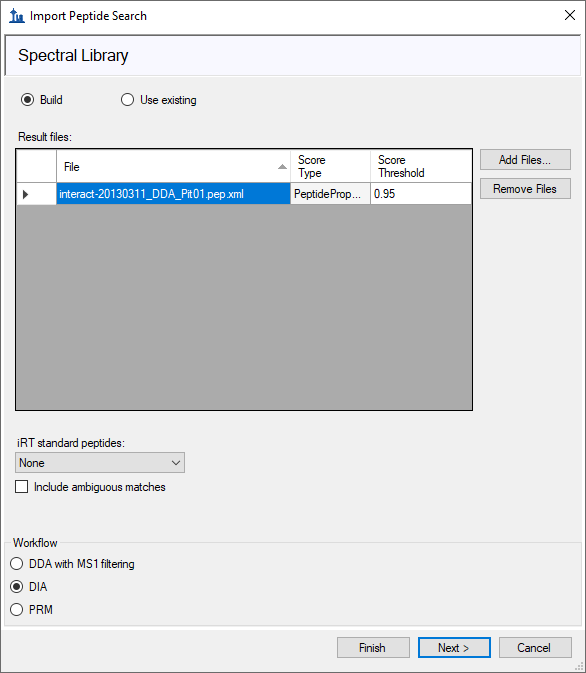 Import Peptide Search
Spectral Library
Build
Use existing
Result files:
File
Score Type
Score Threshold
interact-20130311_DDA_Pit01.pep.xml
PeptideProp...
0.95
Add Files...
Remove Files
iRT standard peptides:
None
Include ambiguous matches
Workflow
DDA with MS1 filtering
DIA
PRM
Finish
Next >
Cancel